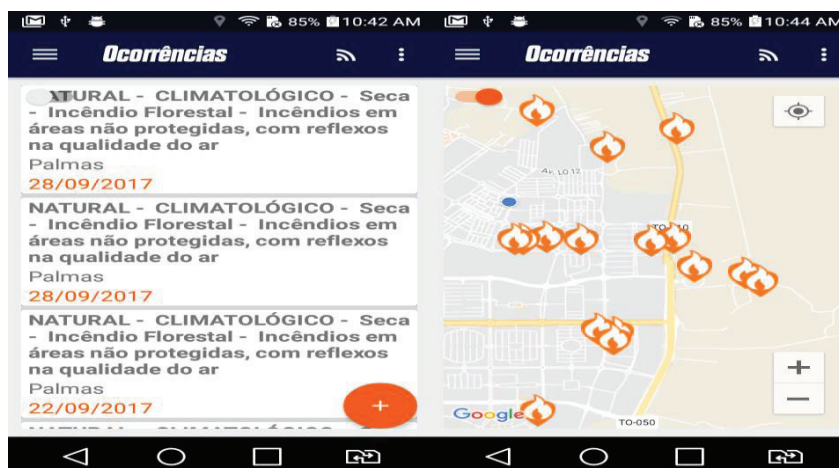 85% 10:42 AM
Ocorrências
NATURAL - CLIMATOLÓGICO - Seca
- Incêndio Florestal - Incêndios em
áreas não protegidas, com reflexos
na qualidade do ar
Palmas
28/09/2017
NATURAL - CLIMATOLÓGICO - Seca
- Incêndio Florestal - Incêndios em
áreas não protegidas, com reflexos
na qualidade do ar
Palmas
28/09/2017
NATURAL - CLIMATOLÓGICO - Seca
- Incêndio Florestal - Incêndios em
áreas não protegidas, com reflexos
na qualidade do ar
Palmas
22/09/2017
+
85% 10:44 AM
Ocorrências
Av. LO 12
+
−
Google
TO-050